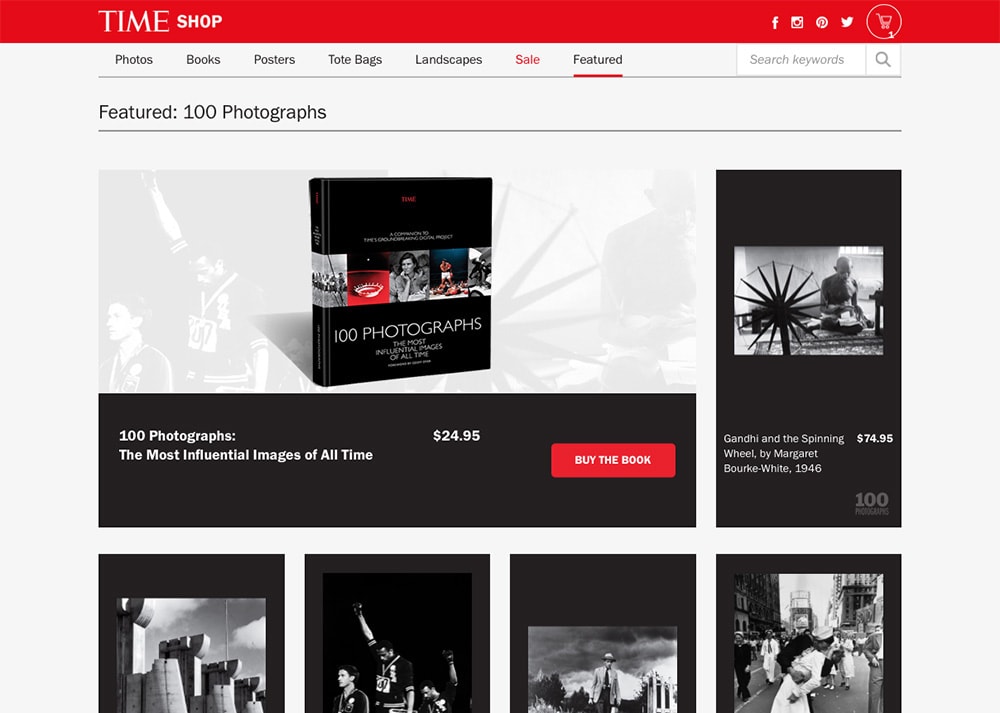 TIME SHOP
1
Photos Books Posters Tote Bags Landscapes Sale Featured Search keywords
Featured: 100 Photographs
TIME
A COMPANION TO
TIME'S GROUNDBREAKING DIGITAL PROJECT
100 PHOTOGRAPHS
THE MOST
INFLUENTIAL IMAGES
OF ALL TIME
100 Photographs: $24.95
The Most Influential Images of All Time
BUY THE BOOK
Gandhi and the Spinning $74.95
Wheel, by Margaret
Bourke-White, 1946
100
PHOTOGRAPHS